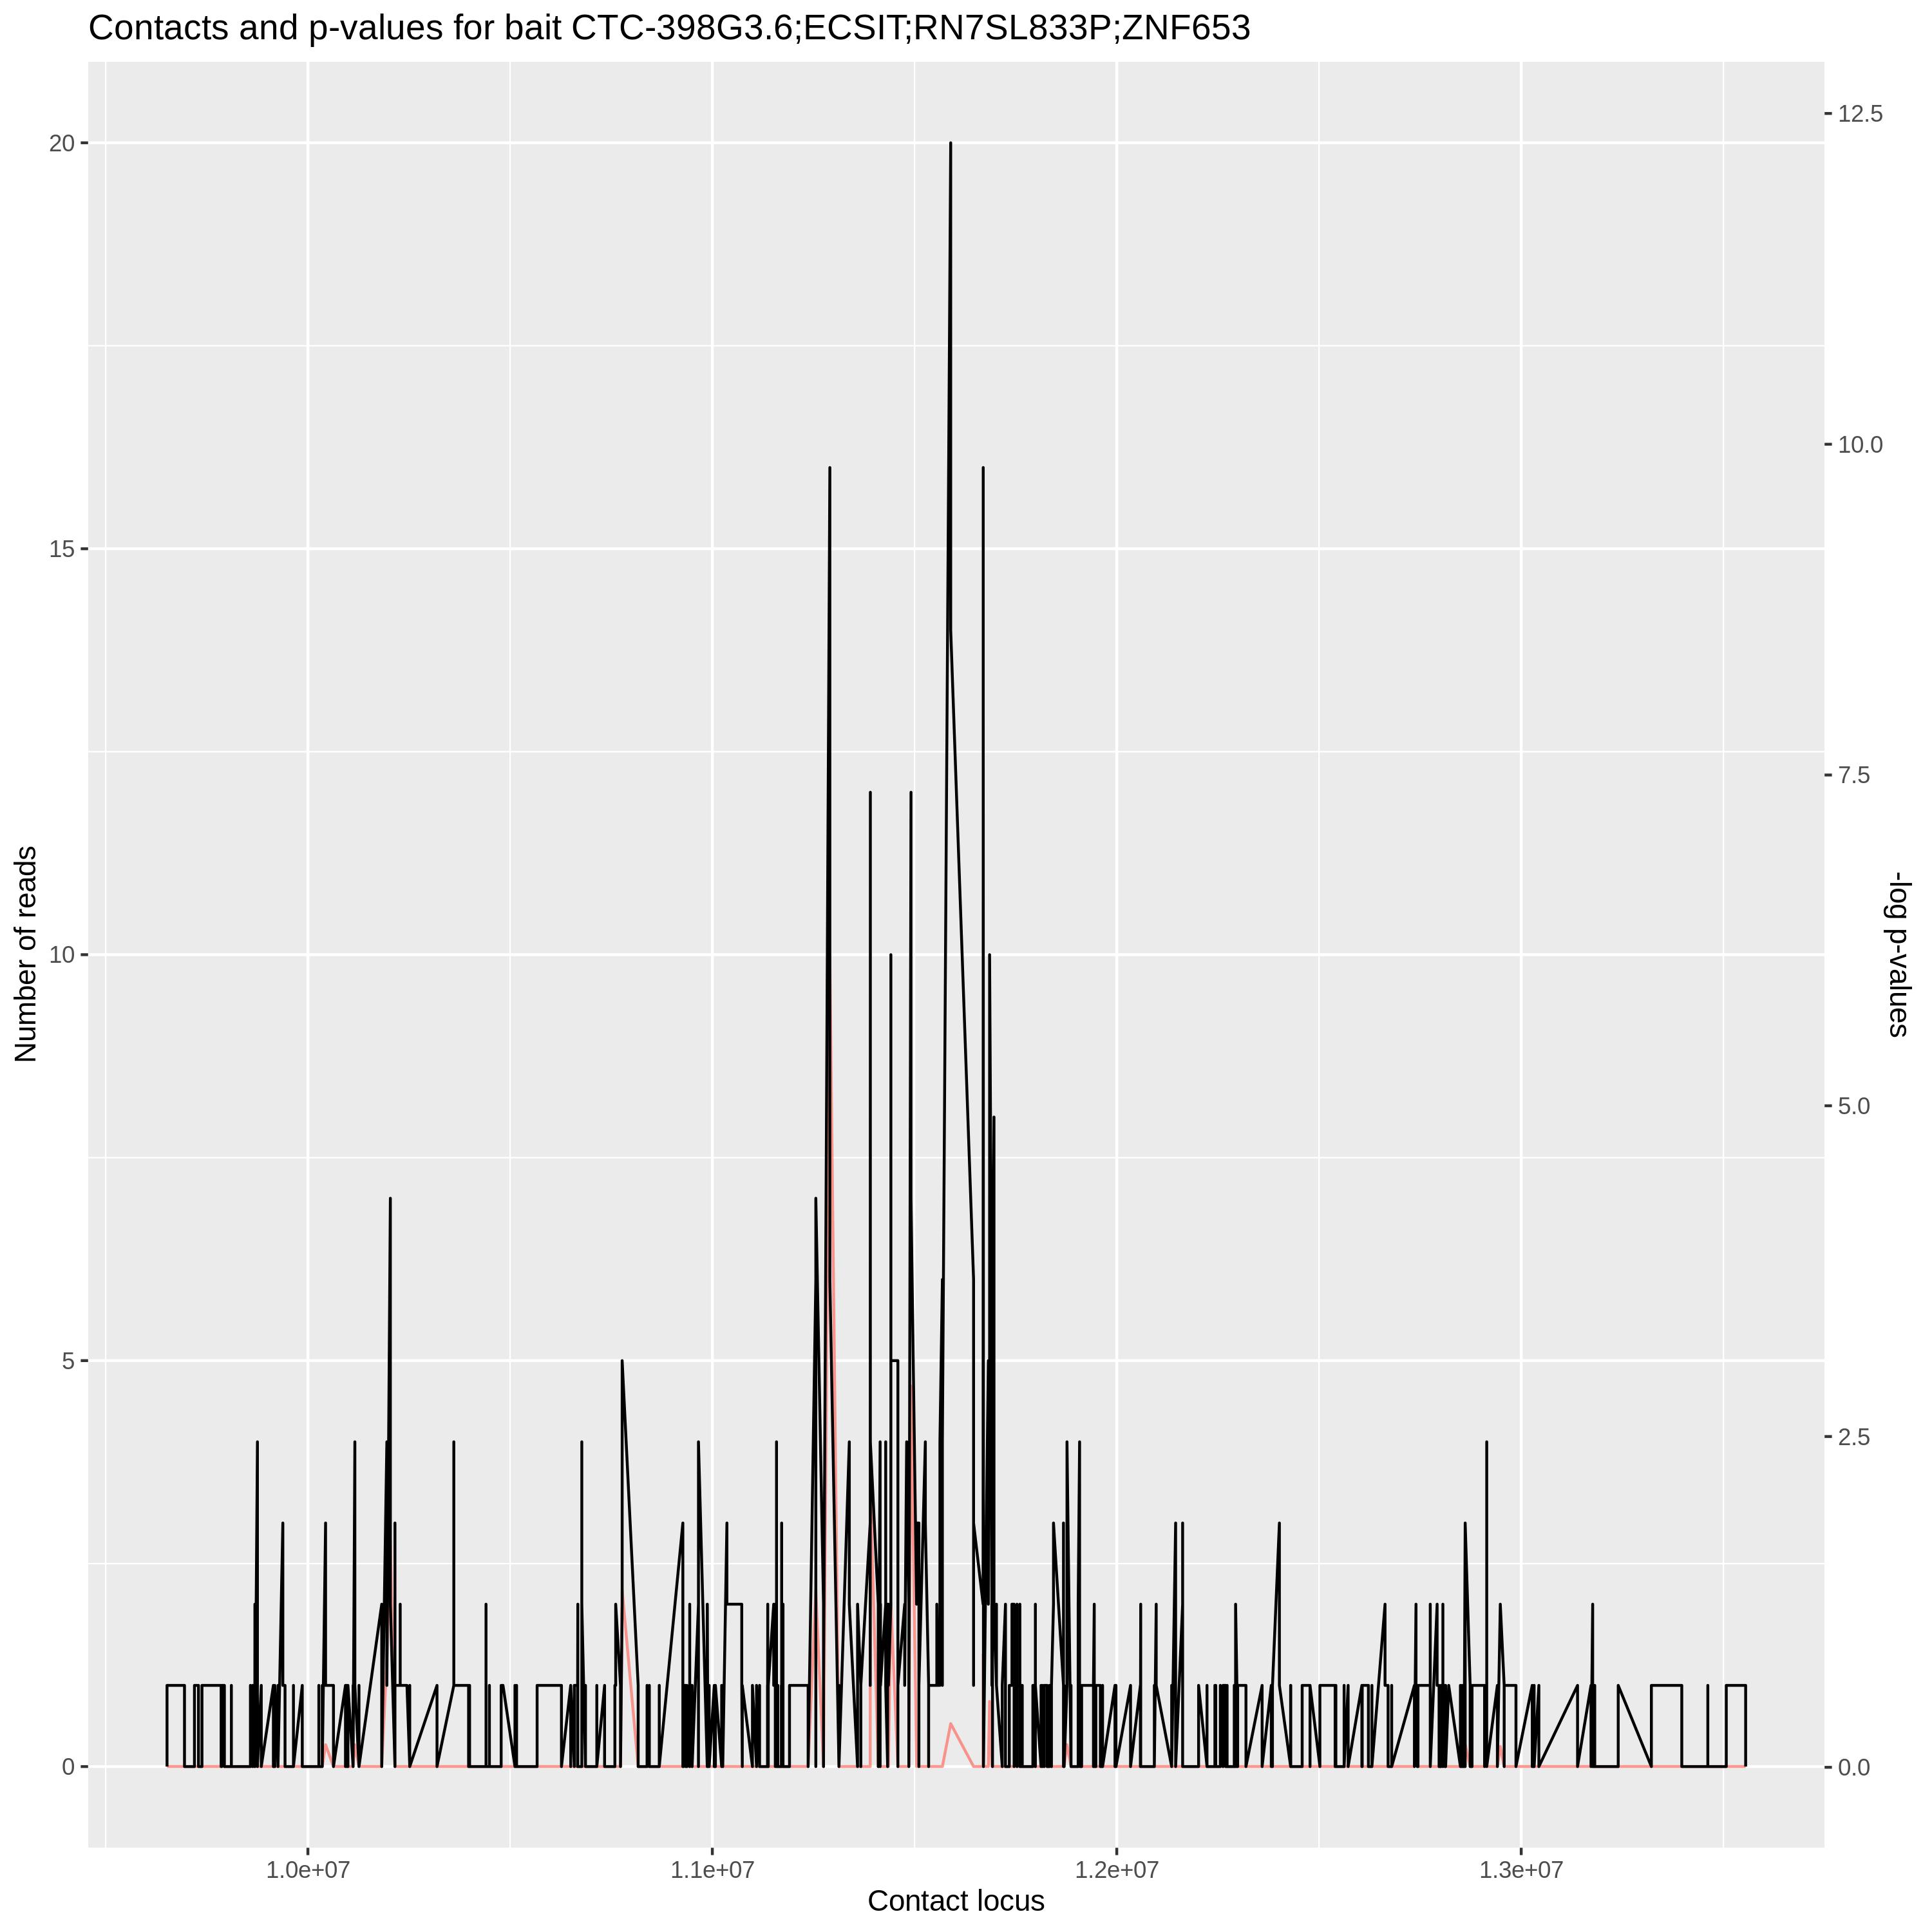 Contacts and p-values for bait CTC-398G3.6;ECSIT;RN7SL833P;ZNF653
20
15
10
5
0
Number of reads
12.5
10.0
7.5
5.0
2.5
0.0
-log p-values
1.0e+07 1.1e+07 1.2e+07 1.3e+07
Contact locus